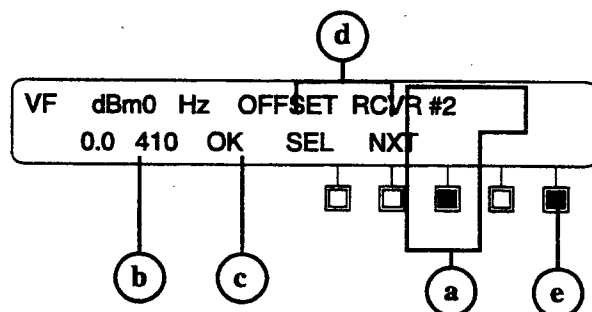 d
VF dBm0 Hz OFFSET RCVR #2
0.0 410 OK SEL NXT
b c a e